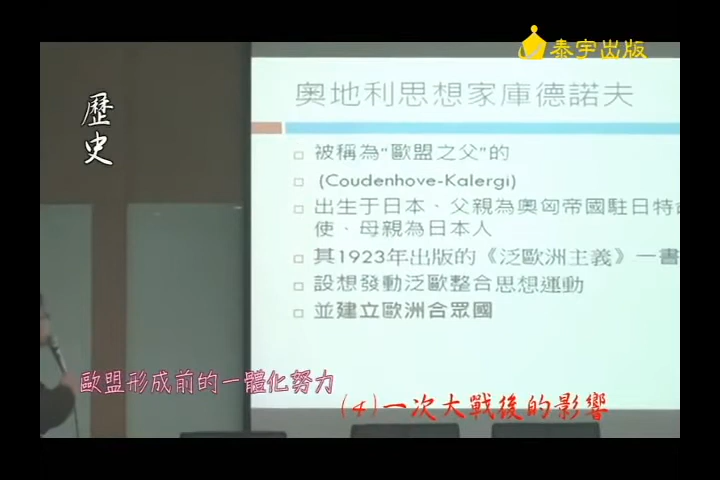 泰宇出版
歷史
奧地利思想家庫德諾夫
被稱為"歐盟之父"的
(Coudenhove-Kalergi)
出生于日本、父親為奧匈帝國駐日特命
使、母親為日本人
其1923年出版的《泛歐洲主義》一書
設想發動泛歐整合思想運動
並建立歐洲合眾國
歐盟形成前的一體化努力
(4)一次大戰後的影響